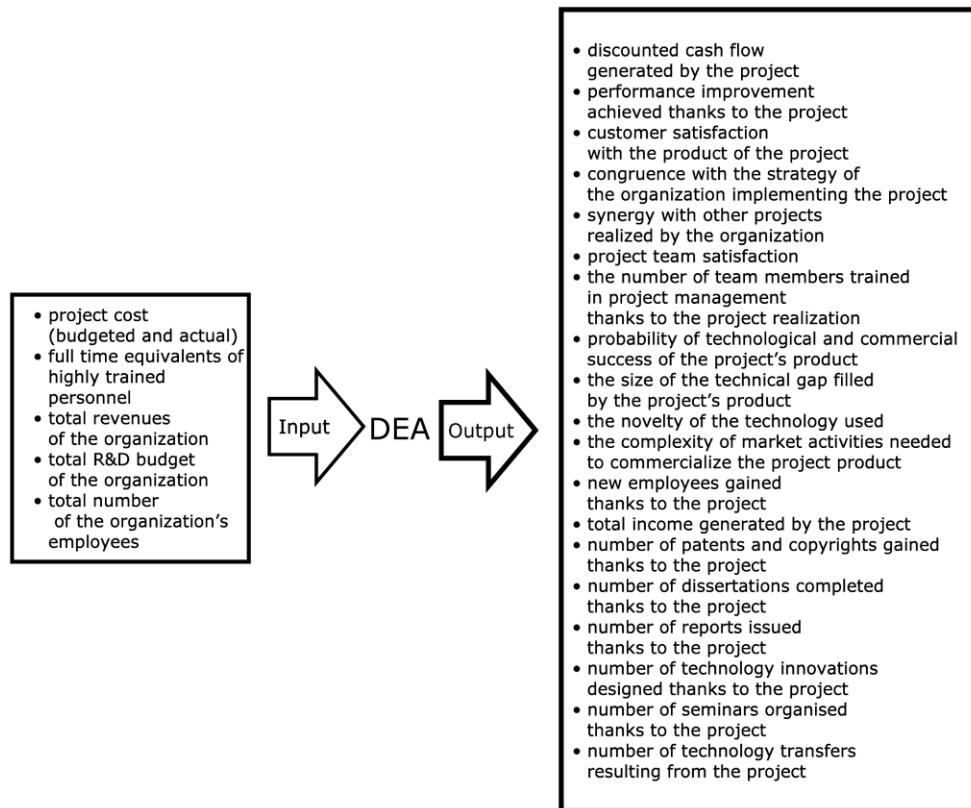 • project cost
(budgeted and actual)
• full time equivalents of
highly trained
personnel
• total revenues
of the organization
• total R&D budget
of the organization
• total number
of the organization's
employees
Input
DEA
Output
• discounted cash flow
generated by the project
• performance improvement
achieved thanks to the project
• customer satisfaction
with the product of the project
• congruence with the strategy of
the organization implementing the project
• synergy with other projects
realized by the organization
• project team satisfaction
• the number of team members trained
in project management
thanks to the project realization
• probability of technological and commercial
success of the project's product
• the size of the technical gap filled
by the project's product
• the novelty of the technology used
• the complexity of market activities needed
to commercialize the project product
• new employees gained
thanks to the project
• total income generated by the project
• number of patents and copyrights gained
thanks to the project
• number of dissertations completed
thanks to the project
• number of reports issued
thanks to the project
• number of technology innovations
designed thanks to the project
• number of seminars organised
thanks to the project
• number of technology transfers
resulting from the project